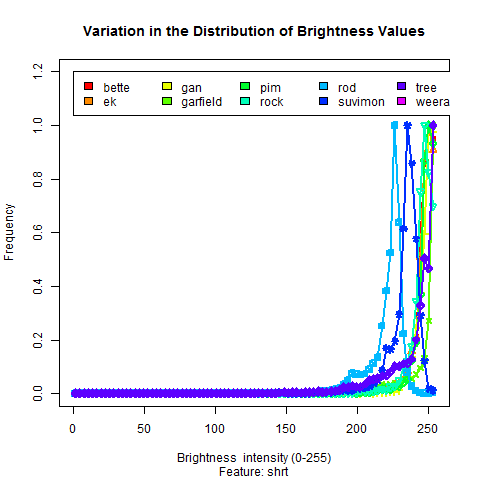 Variation in the Distribution of Brightness Values
bette gan pim rod tree
ek garfield rock suvimon weera
Frequency
1.2
1.0
0.8
0.6
0.4
0.2
0.0
0 50 100 150 200 250
Brightness intensity (0-255)
Feature: shrt